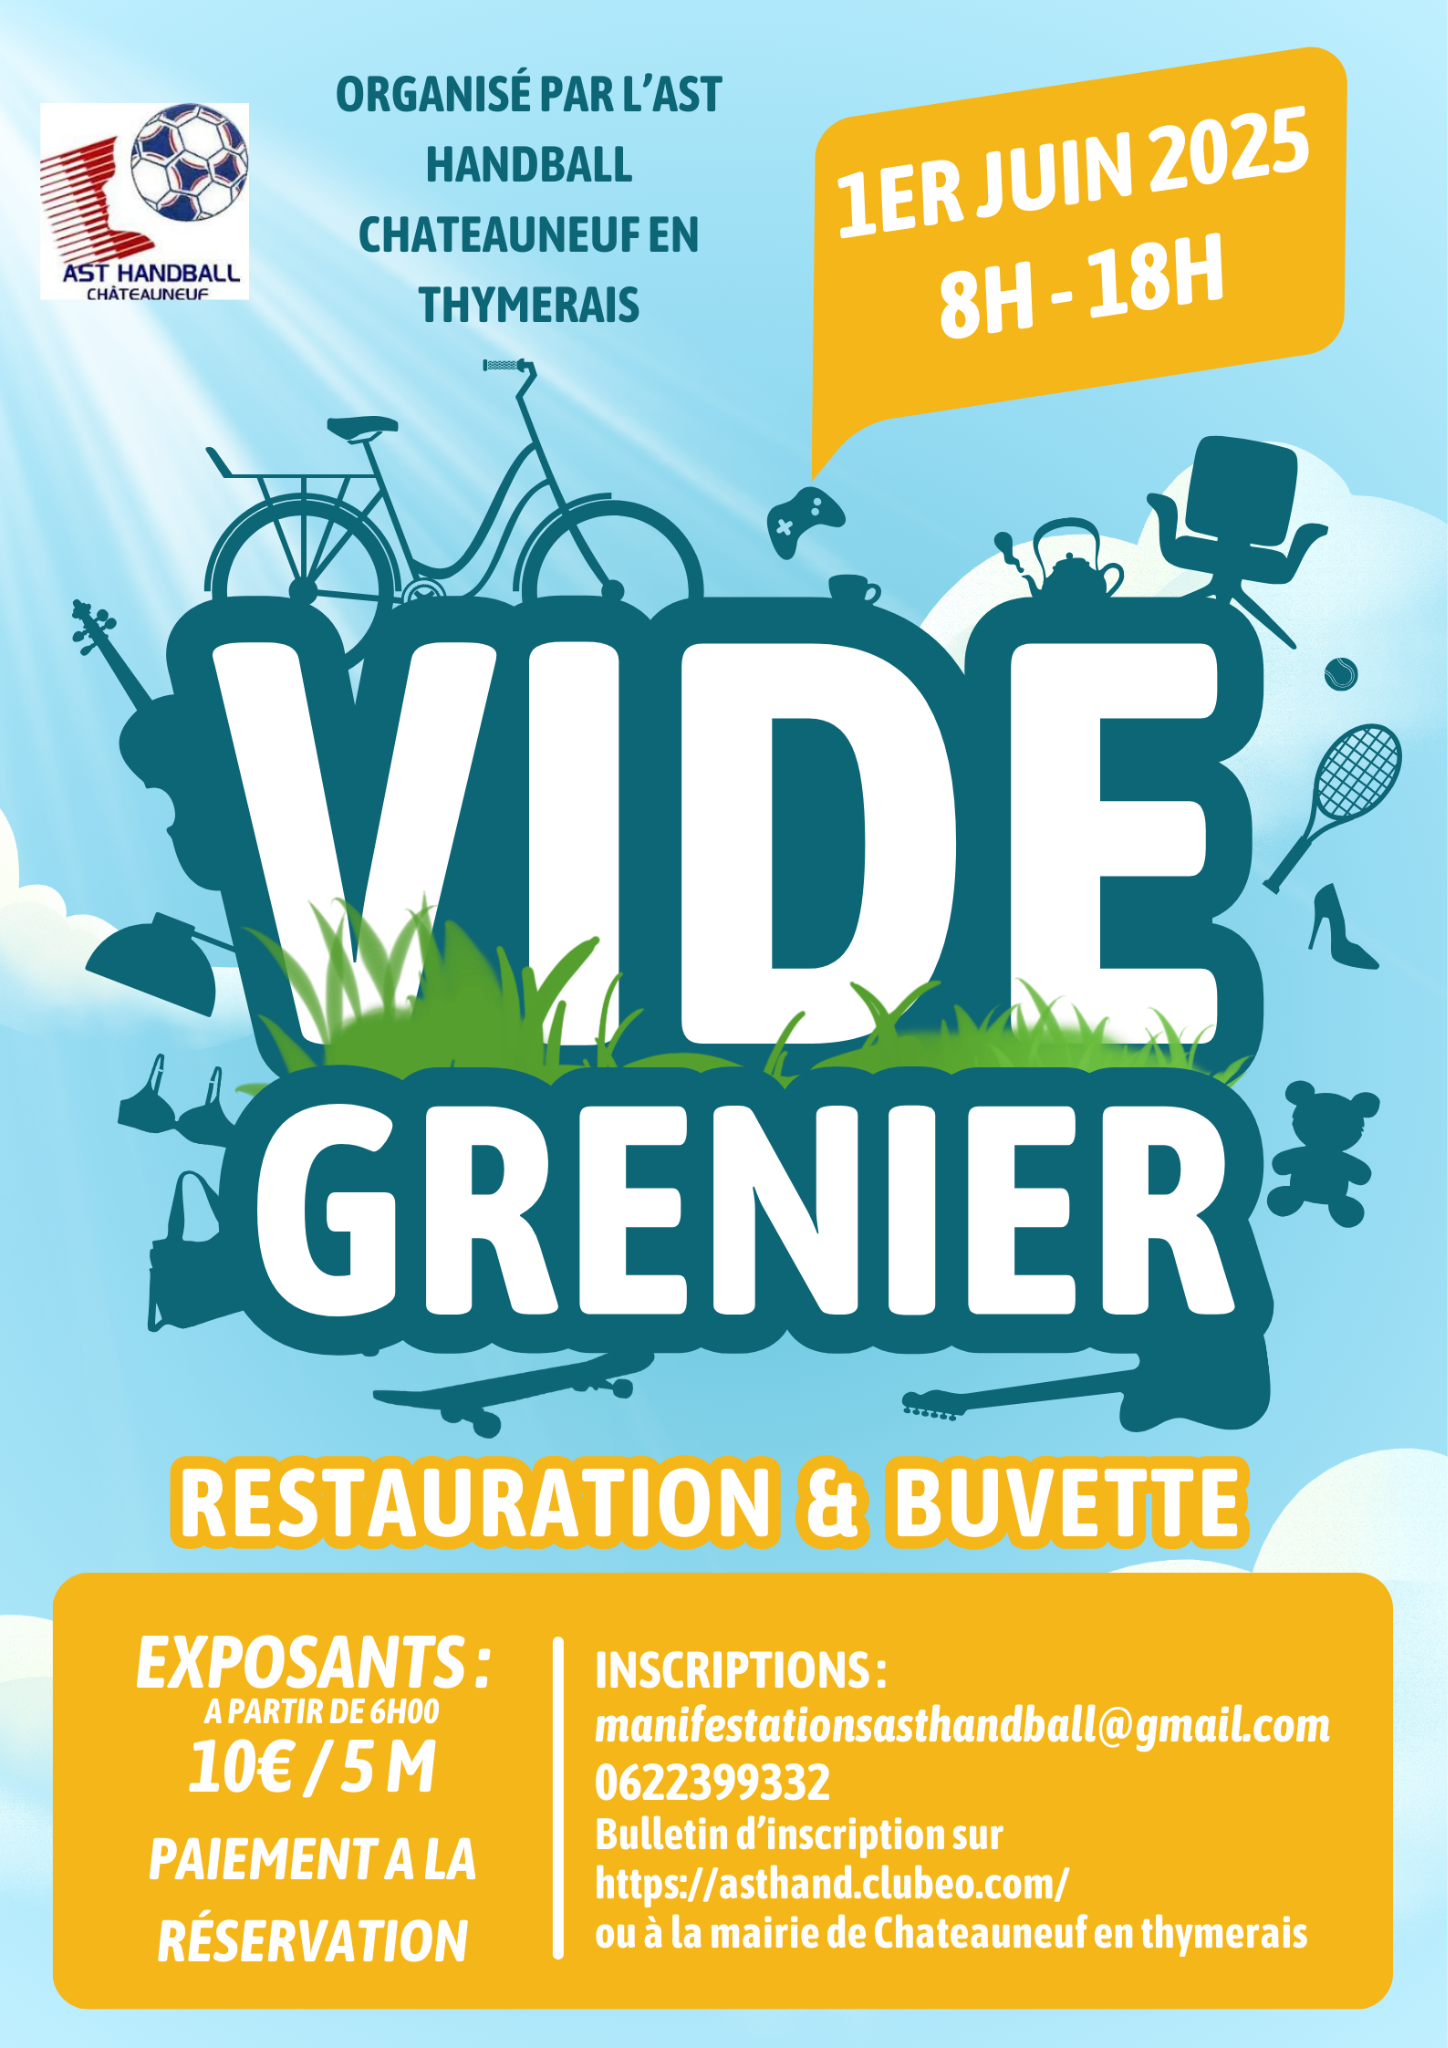 AST HANDBALL
CHÂTEAUNEUF
ORGANISÉ PAR L'AST
HANDBALL
CHATEAUNEUF EN
THYMERAIS
1ER JUIN 2025
8H - 18H
VIDE
GRENIER
RESTAURATION & BUVETTE
EXPOSANTS :
A PARTIR DE 6H00
10€ / 5 M
PAIEMENT A LA
RÉSERVATION
INSCRIPTIONS :
manifestationsasthandball@gmail.com
0622399332
Bulletin d'inscription sur
https://asthand.clubeo.com/
ou à la mairie de Chateauneuf en thymerais